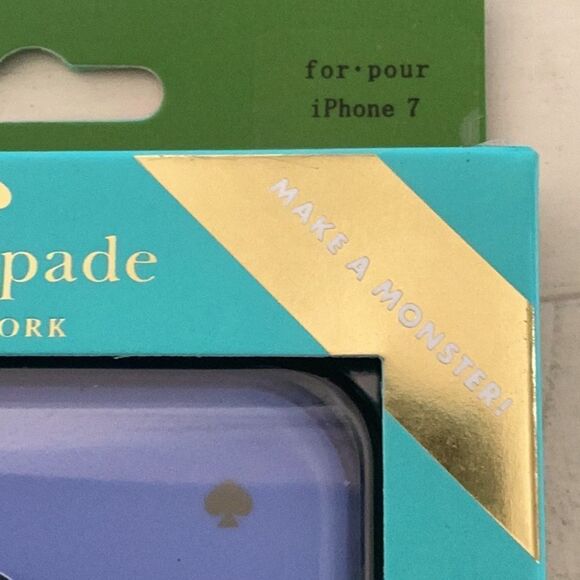 for·pour
iPhone 7
MAKE A MONSTER!
pade
ORK